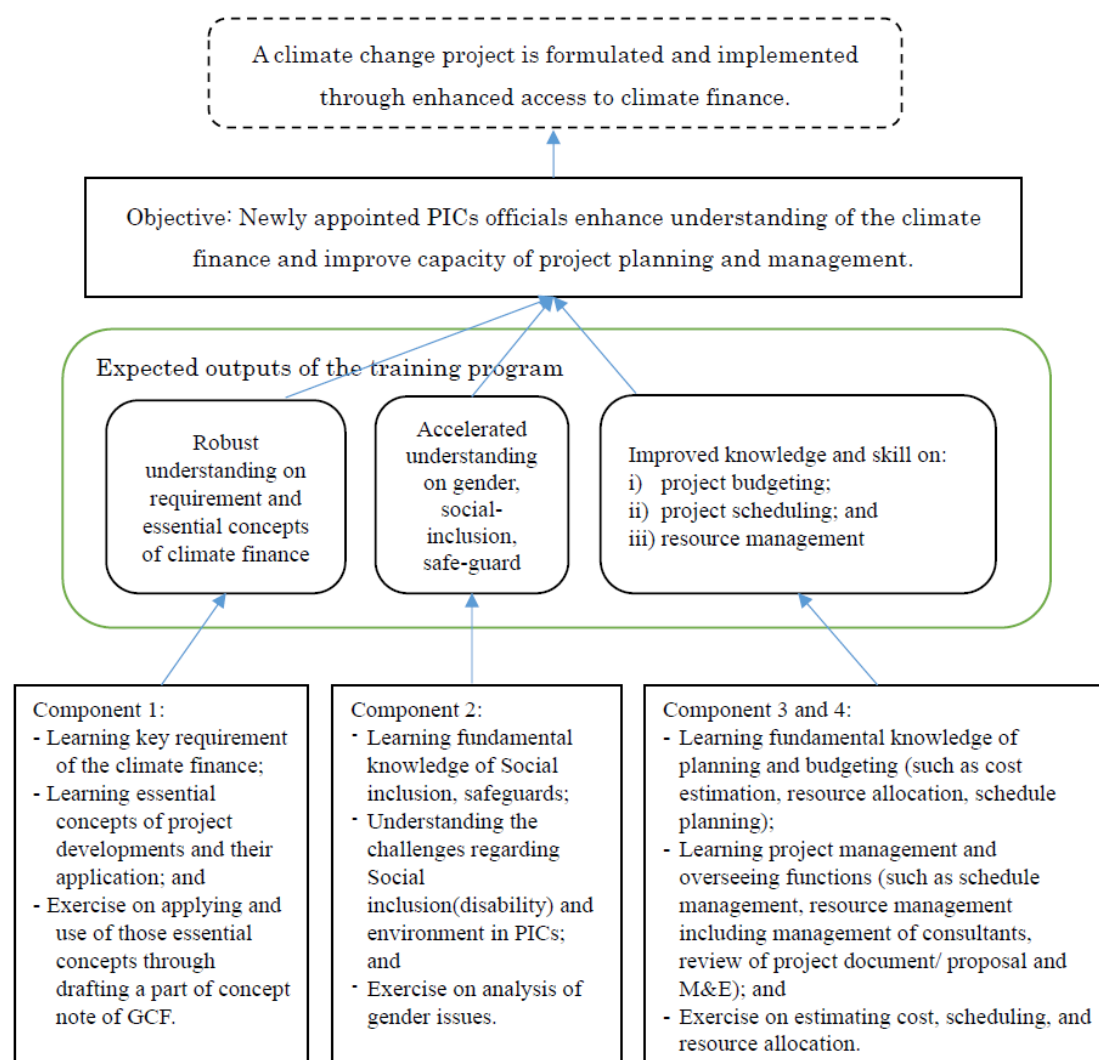 A climate change project is formulated and implemented
through enhanced access to climate finance.
Objective: Newly appointed PICs officials enhance understanding of the climate
finance and improve capacity of project planning and management.
Expected outputs of the training program
Robust
understanding on
requirement and
essential concepts
of climate finance
Accelerated
understanding
on gender,
social-
inclusion,
safe-guard
Improved knowledge and skill on:
i) project budgeting;
ii) project scheduling; and
iii) resource management
Component 1:
- Learning key requirement
of the climate finance;
- Learning essential
concepts of project
developments and their
application; and
- Exercise on applying and
use of those essential
concepts through
drafting a part of concept
note of GCF.
Component 2:
- Learning fundamental
knowledge of Social
inclusion, safeguards;
- Understanding the
challenges regarding
Social
inclusion(disability) and
environment in PICs;
and
- Exercise on analysis of
gender issues.
Component 3 and 4:
- Learning fundamental knowledge of
planning and budgeting (such as cost
estimation, resource allocation, schedule
planning);
- Learning project management and
overseeing functions (such as schedule
management, resource management
including management of consultants,
review of project document/ proposal and
M&E); and
- Exercise on estimating cost, scheduling, and
resource allocation.